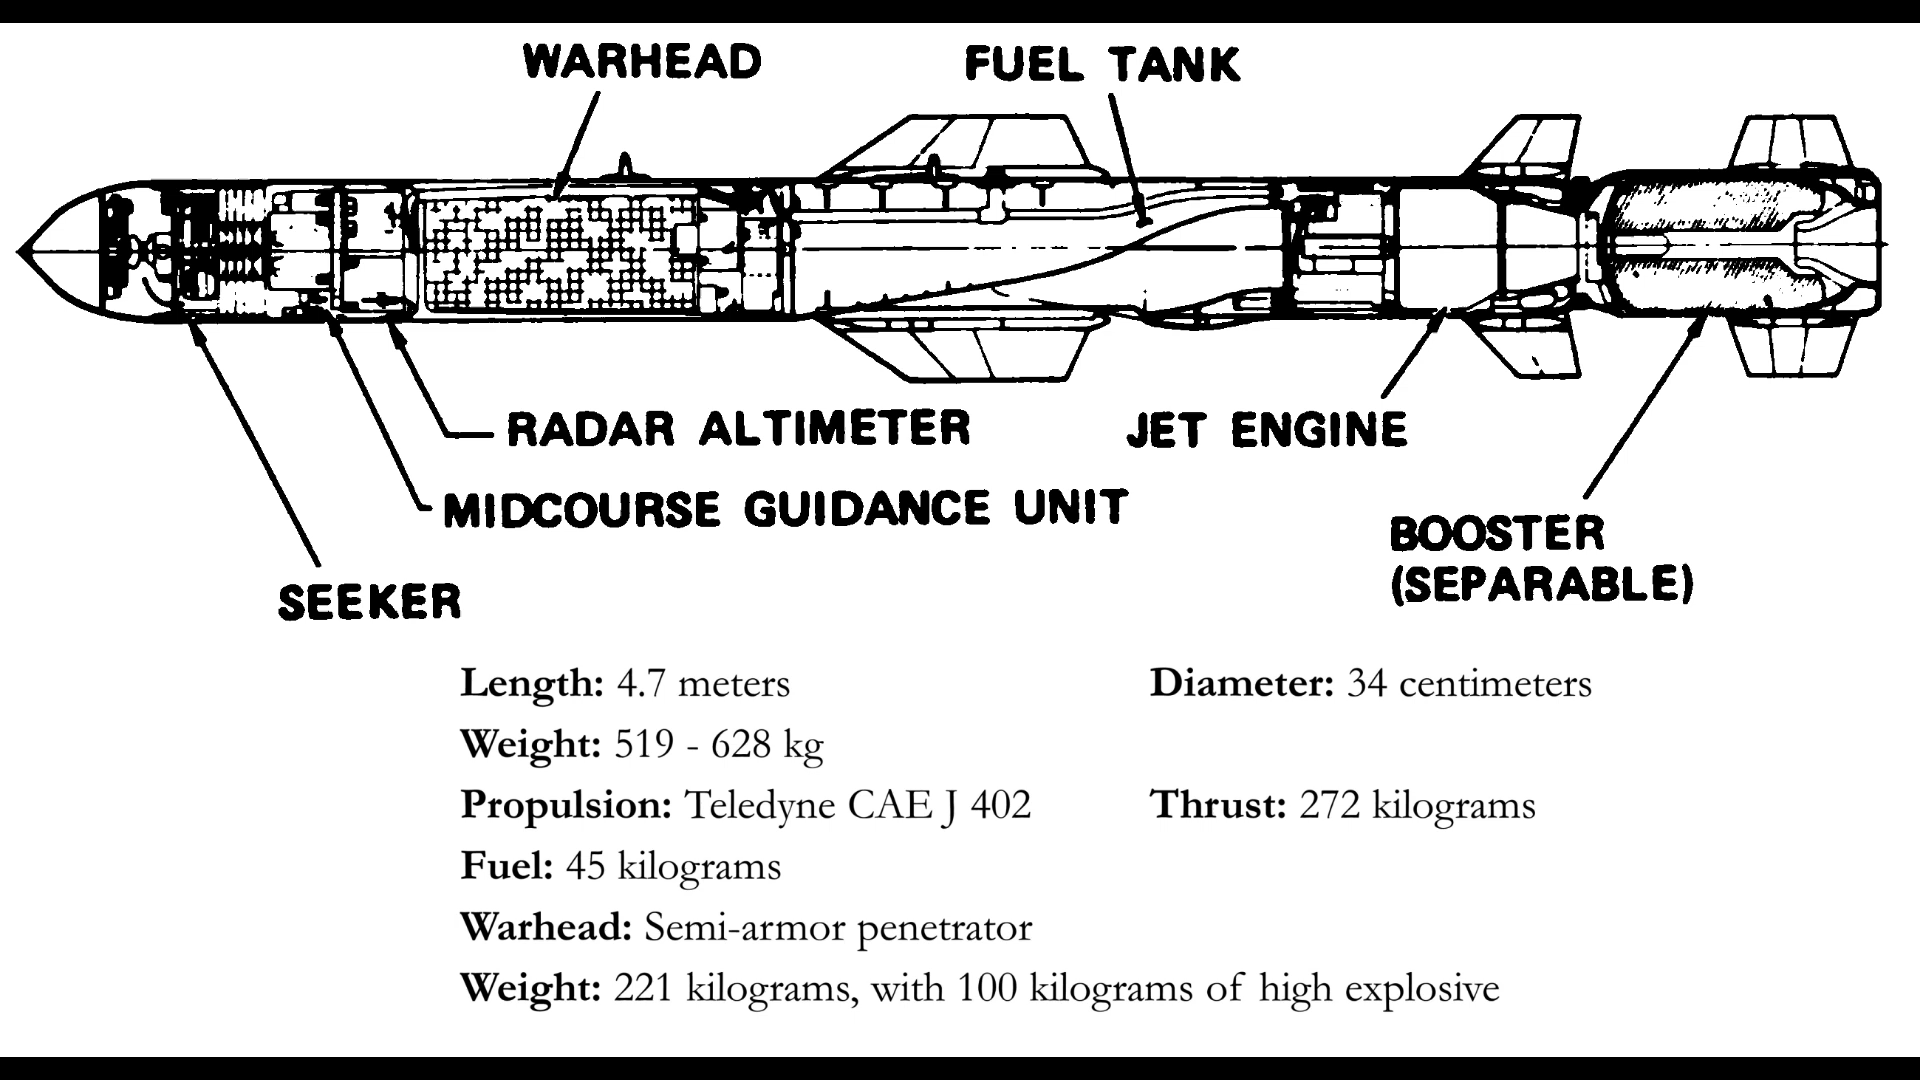 WARHEAD
FUEL TANK
RADAR ALTIMETER
JET ENGINE
MIDCOURSE GUIDANCE UNIT
BOOSTER
(SEPARABLE)
SEEKER
Length: 4.7 meters
Diameter: 34 centimeters
Weight: 519 - 628 kg
Propulsion: Teledyne CAE J 402
Thrust: 272 kilograms
Fuel: 45 kilograms
Warhead: Semi-armor penetrator
Weight: 221 kilograms, with 100 kilograms of high explosive